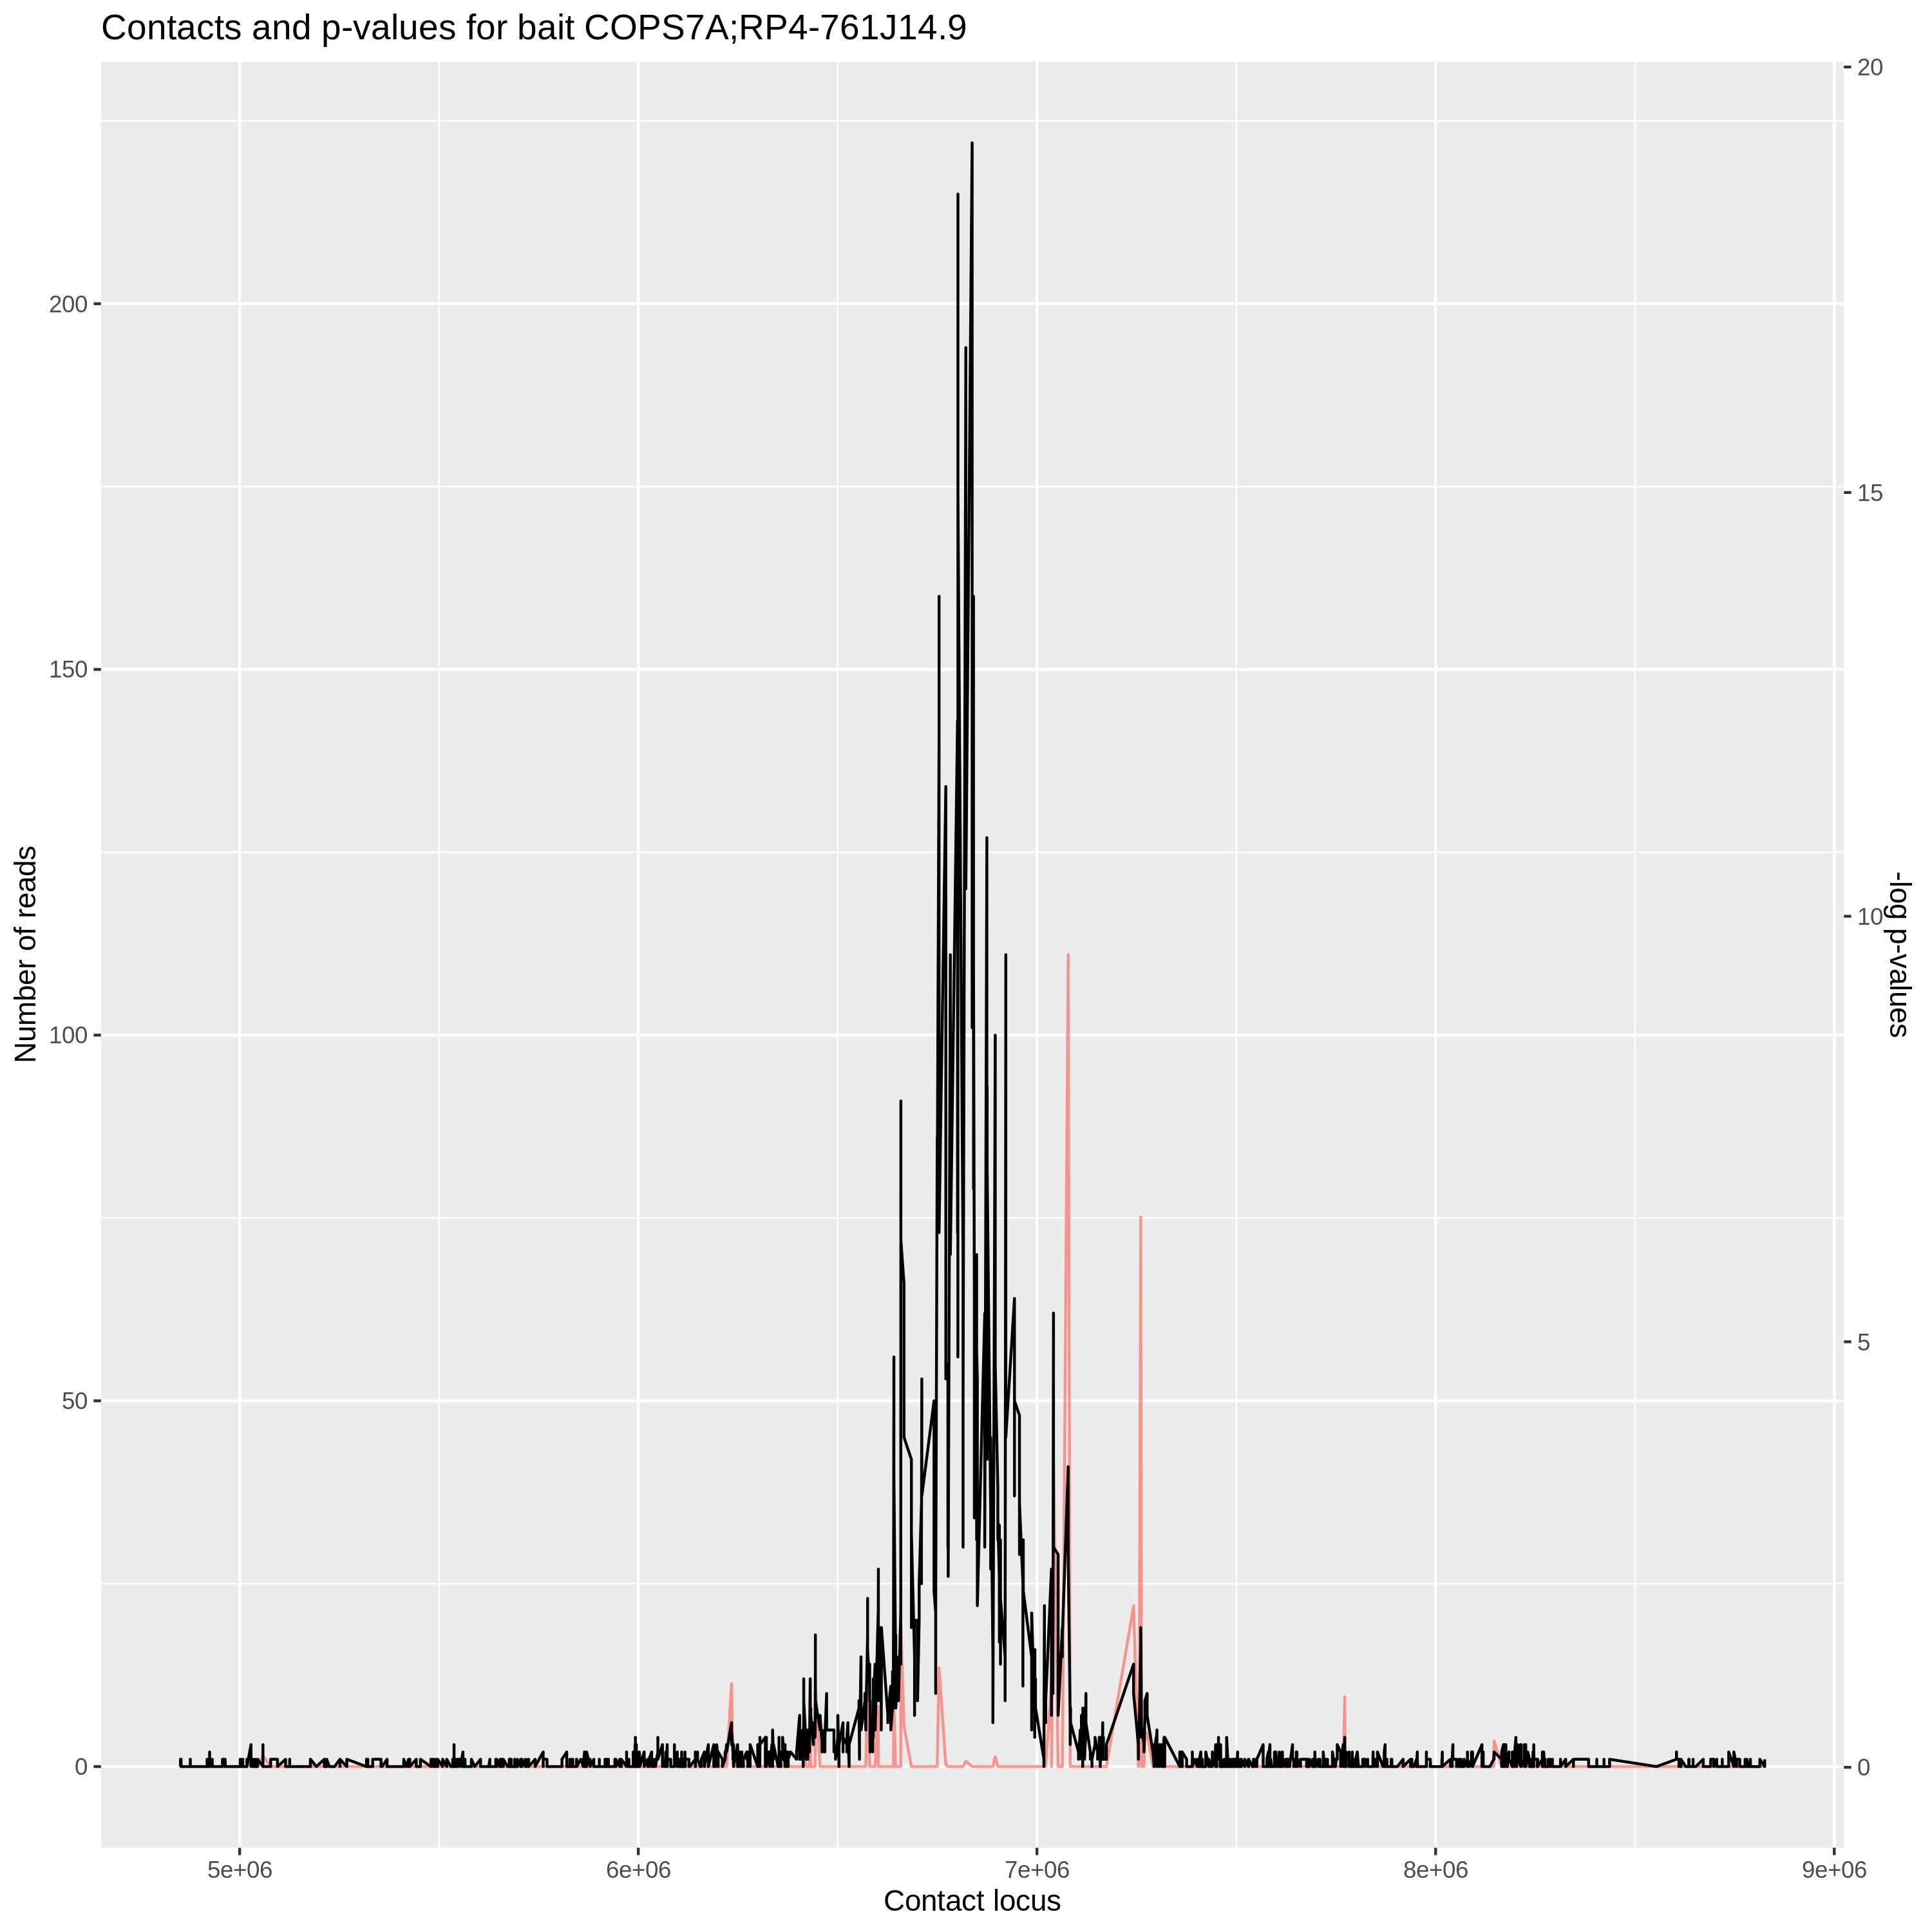 Contacts and p-values for bait COPS7A;RP4-761J14.9
20
200
15
150
Number of reads
-log p-values
10
100
5
50
0
0
5e+06 6e+06 7e+06 8e+06 9e+06
Contact locus